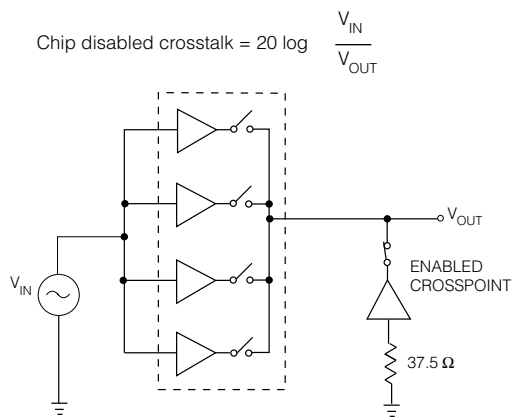 Chip disabled crosstalk = 20 log V_IN
V_OUT
V_OUT
ENABLED
CROSSPOINT
V_IN
37.5 Ω